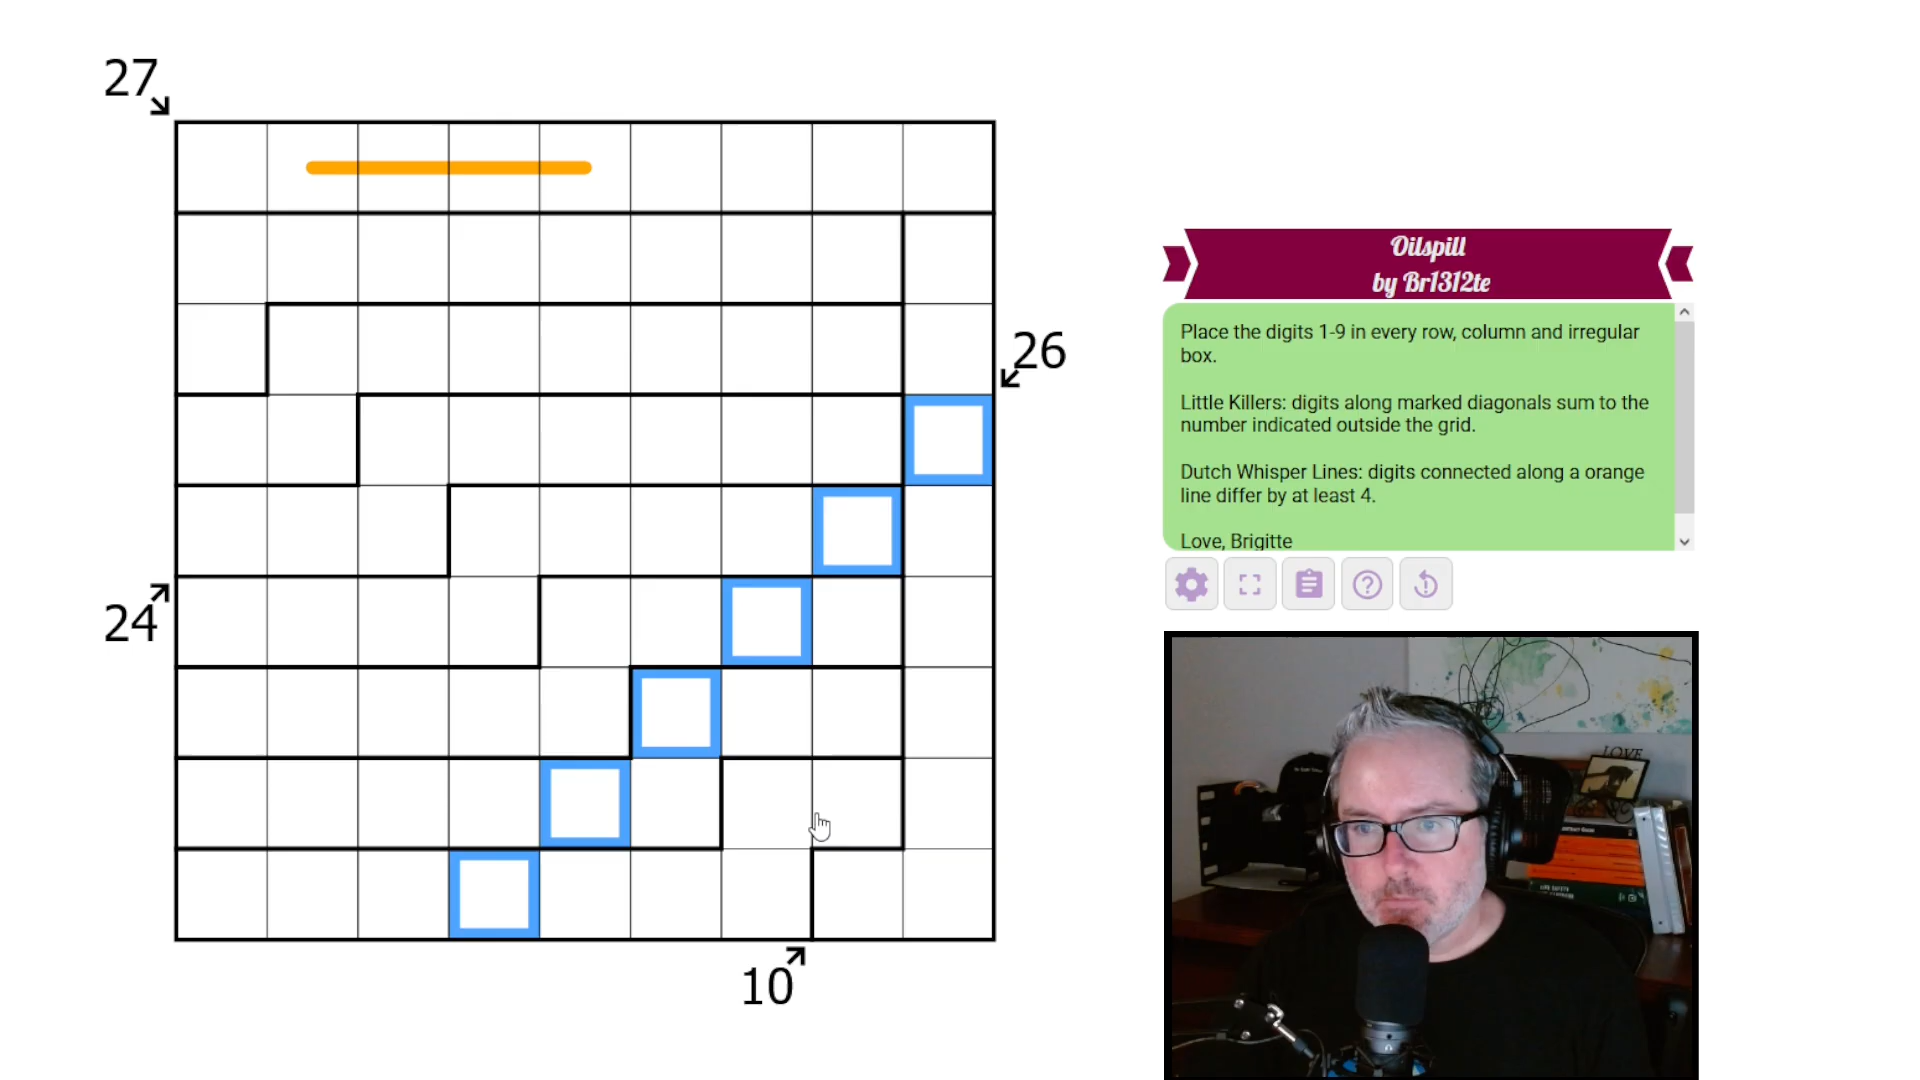 27
26
24
10
Oilspill
by Br1312te
Place the digits 1-9 in every row, column and irregular
box.
Little Killers: digits along marked diagonals sum to the
number indicated outside the grid.
Dutch Whisper Lines: digits connected along a orange
line differ by at least 4.
Love, Brigitte
LOVE